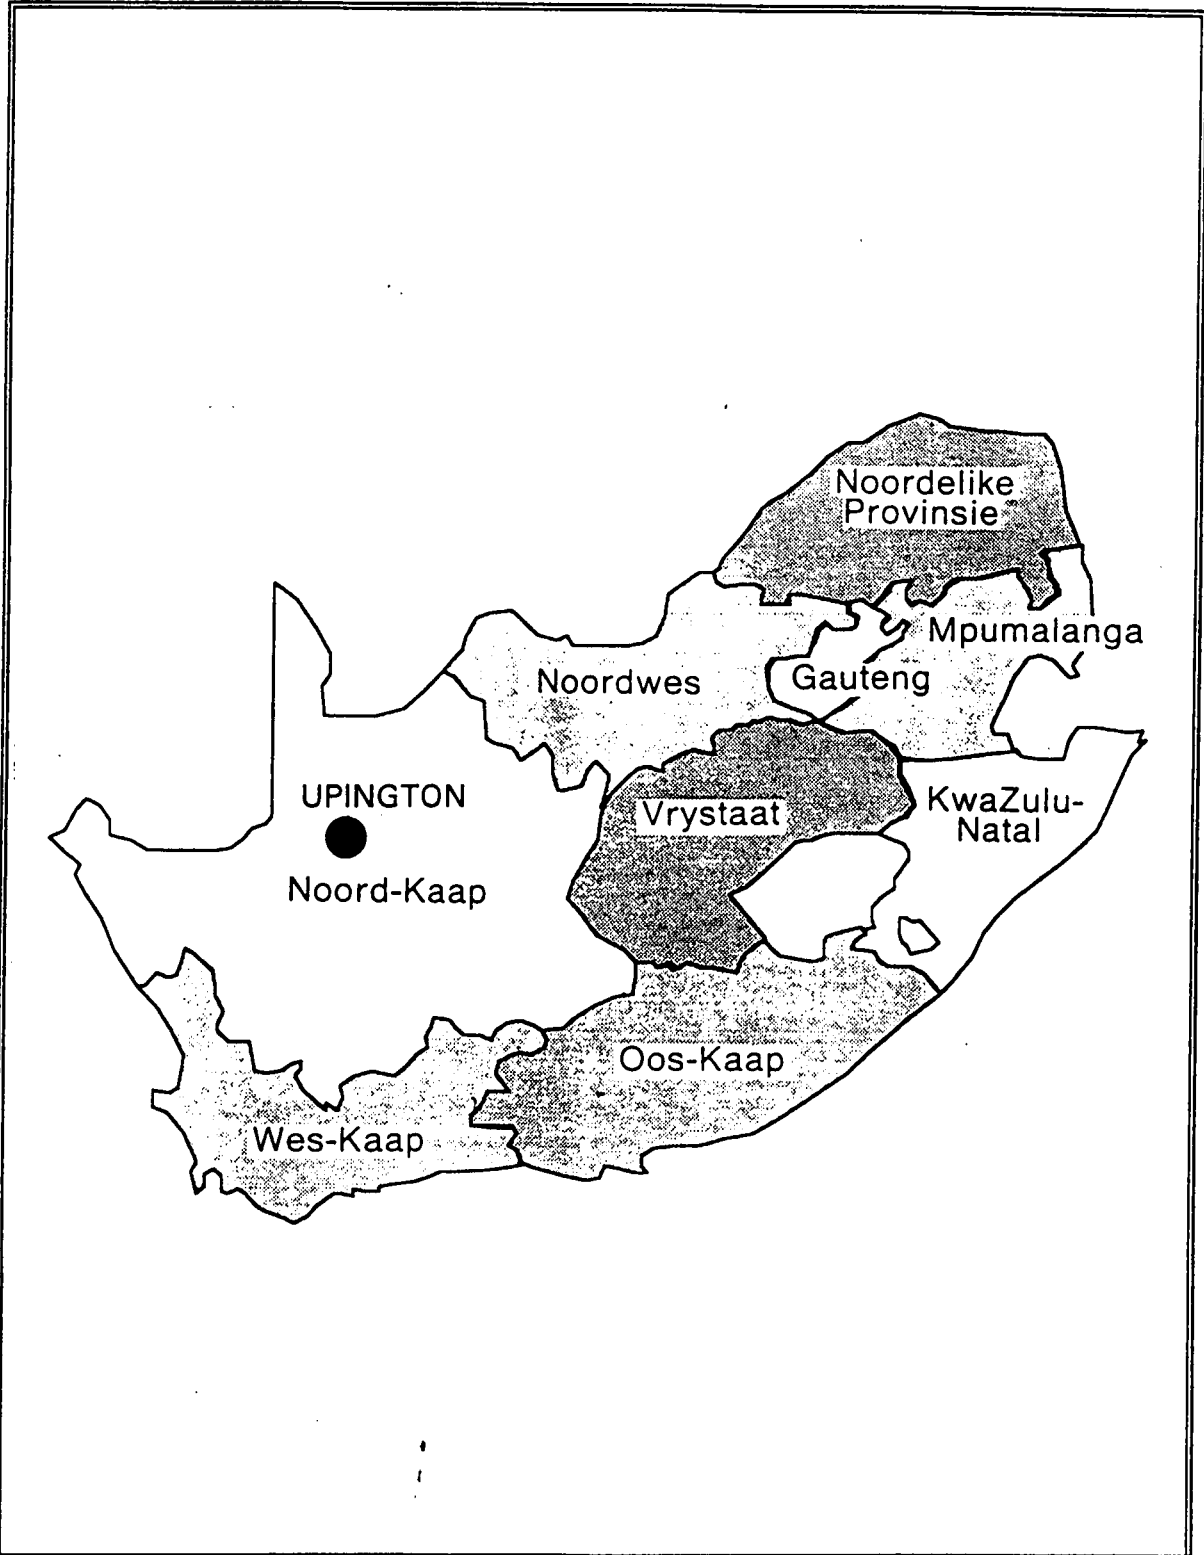 Noordelike
Provinsie
Mpumalanga
Noordwes
Gauteng
UPINGTON
Vrystaat
KwaZulu-
Natal
Noord-Kaap
Oos-Kaap
Wes-Kaap